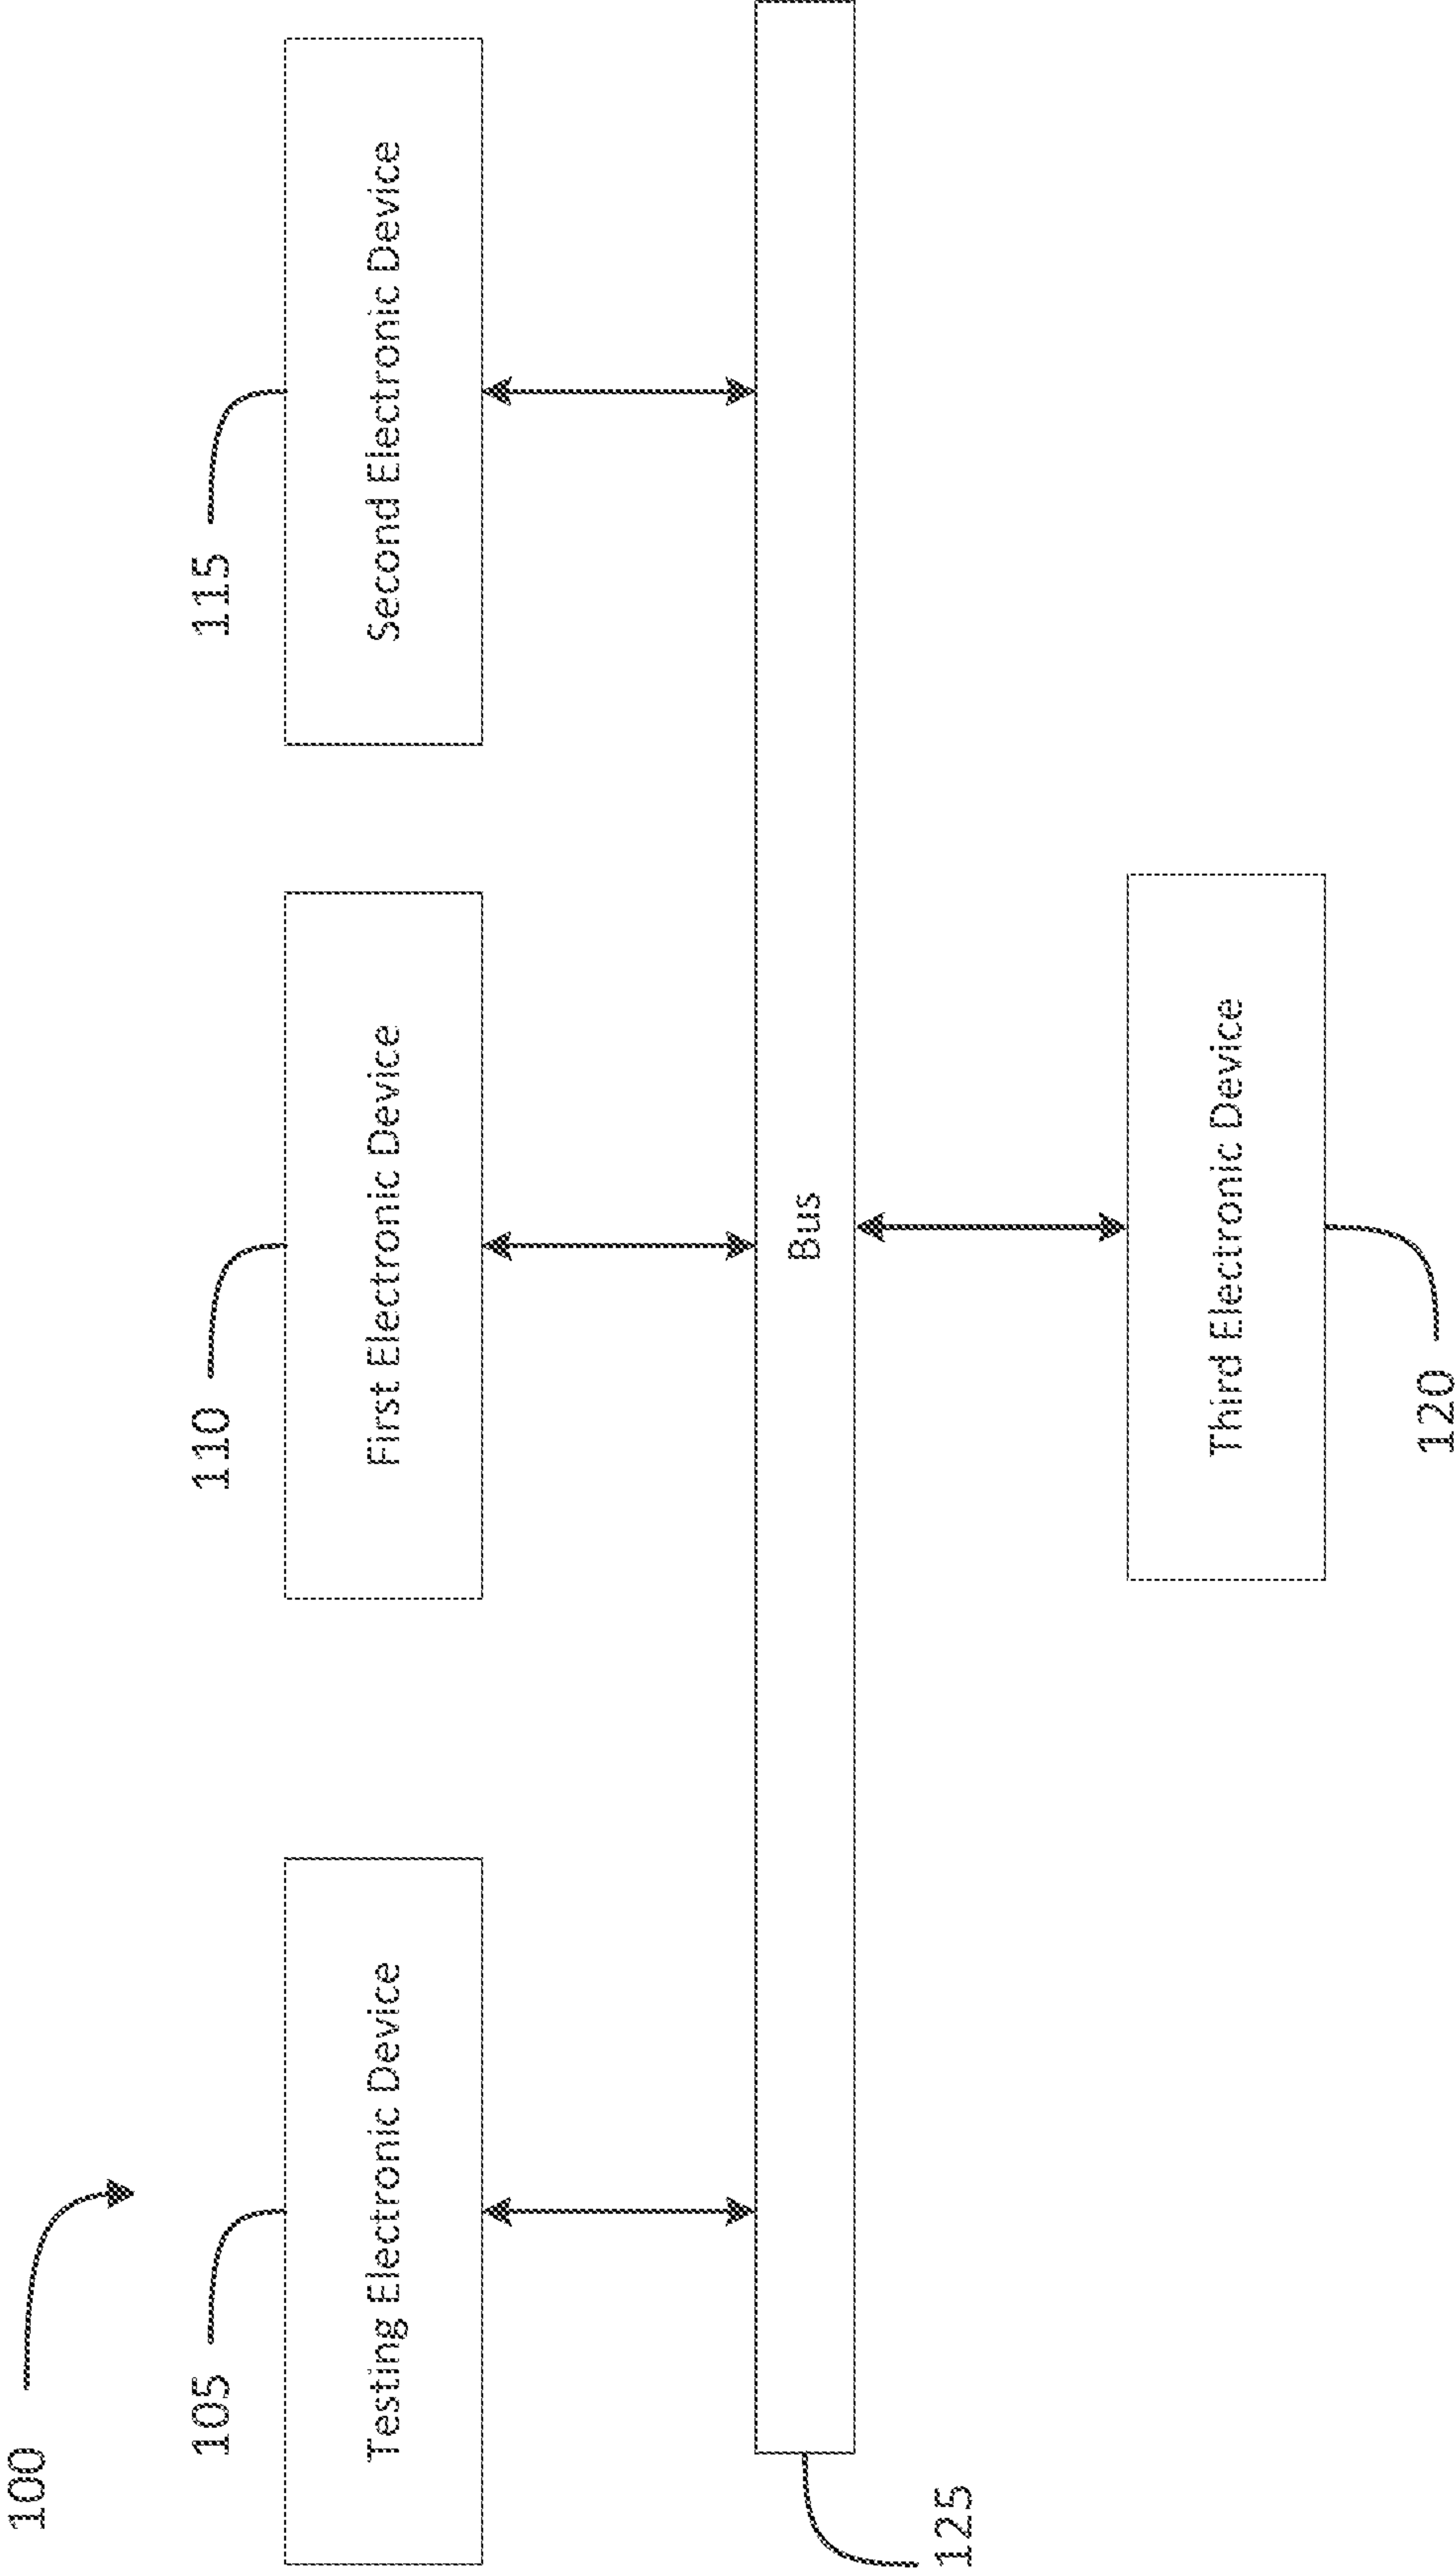 100
105
110
115
Testing Electronic Device
First Electronic Device
Second Electronic Device
Bus
125
Third Electronic Device
120